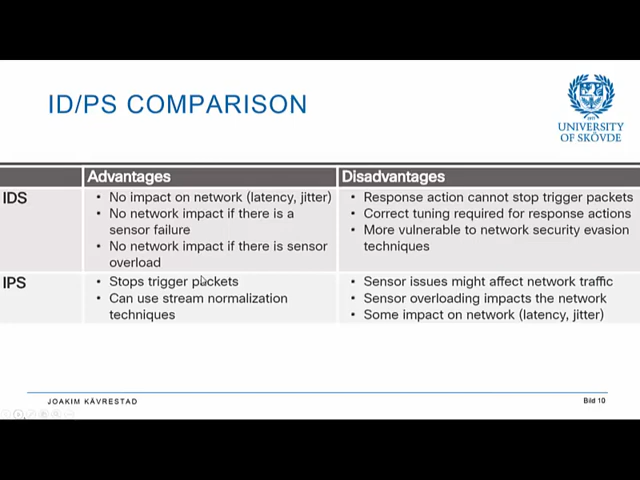 ID/PS COMPARISON
UNIVERSITY
OF SKÖVDE
Advantages
Disadvantages
IDS
• No impact on network (latency, jitter)
• No network impact if there is a
sensor failure
• No network impact if there is sensor
overload
• Response action cannot stop trigger packets
• Correct tuning required for response actions
• More vulnerable to network security evasion
techniques
IPS
• Stops trigger packets
• Can use stream normalization
techniques
• Sensor issues might affect network traffic
• Sensor overloading impacts the network
• Some impact on network (latency, jitter)
JOAKIM KÄVRESTAD
Bild 10